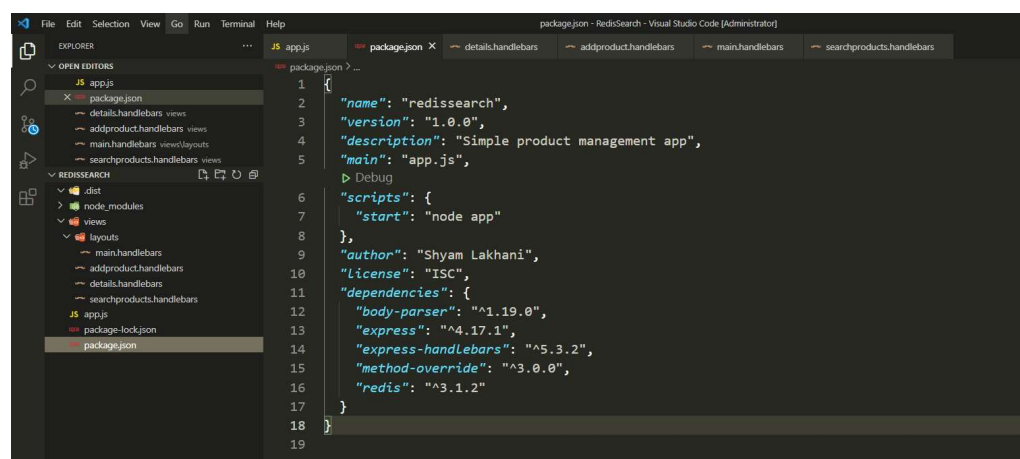 File Edit Selection View Go Run Terminal Help package.json - RedisSearch - Visual Studio Code [Administrator]
EXPLORER
OPEN EDITORS
JS app.js
package.json
details.handlebars views
addproduct.handlebars views
main.handlebars views\layouts
searchproducts.handlebars views
REDISSEARCH
.dist
node_modules
views
layouts
main.handlebars
addproduct.handlebars
details.handlebars
searchproducts.handlebars
JS app.js
package-lock.json
package.json
JS app.js package.json details.handlebars addproduct.handlebars main.handlebars searchproducts.handlebars
package.json > ...
1 {
2 "name": "redissearch",
3 "version": "1.0.0",
4 "description": "Simple product management app",
5 "main": "app.js",
Debug
6 "scripts": {
7 "start": "node app"
8 },
9 "author": "Shyam Lakhani",
10 "license": "ISC",
11 "dependencies": {
12 "body-parser": "^1.19.0",
13 "express": "^4.17.1",
14 "express-handlebars": "^5.3.2",
15 "method-override": "^3.0.0",
16 "redis": "^3.1.2"
17 }
18 }
19